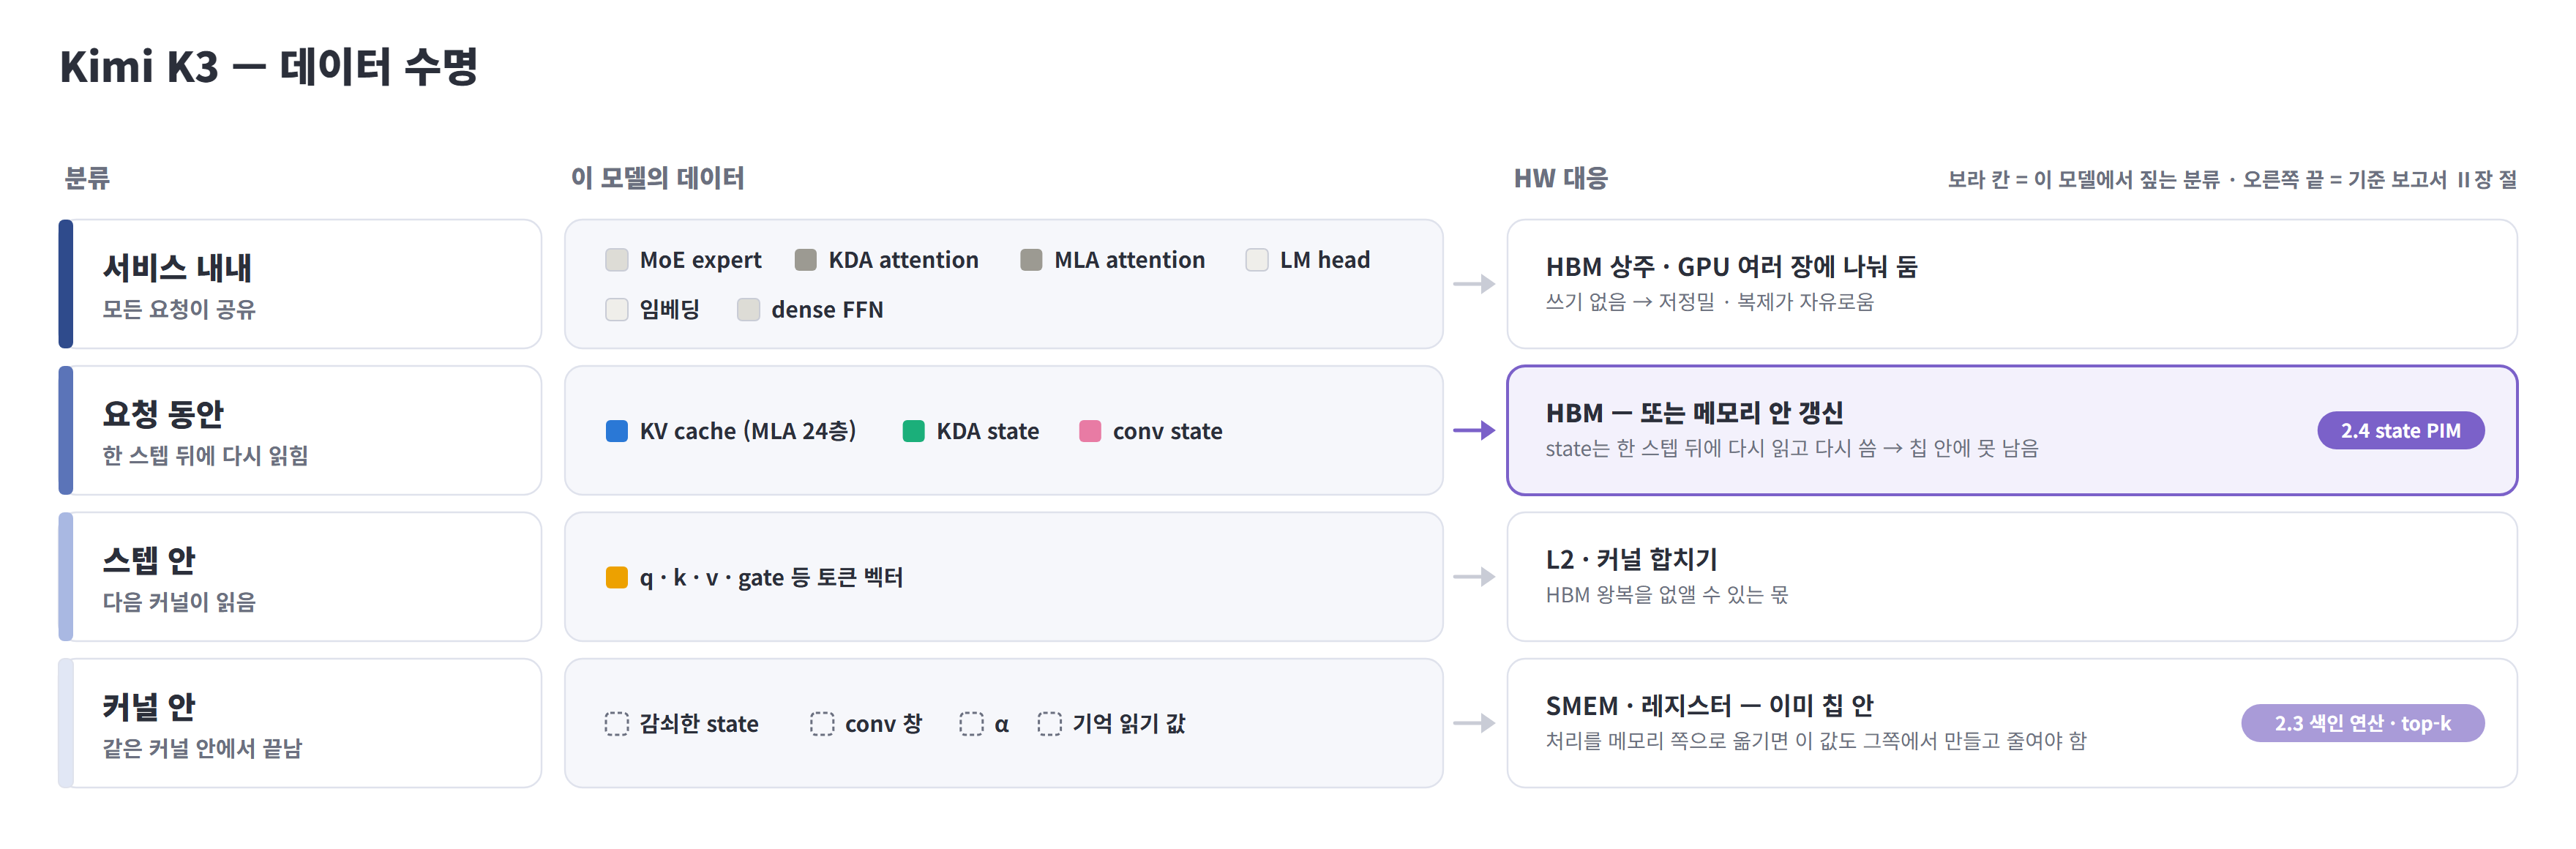 Kimi K3 — 데이터 수명
분류
이 모델의 데이터
HW 대응
보라 칸 = 이 모델에서 짚는 분류 · 오른쪽 끝 = 기준 보고서 II장 절
서비스 내내
모든 요청이 공유
MoE expert KDA attention MLA attention LM head
임베딩 dense FFN
HBM 상주 · GPU 여러 장에 나눠 둠
쓰기 없음 → 저정밀 · 복제가 자유로움
요청 동안
한 스텝 뒤에 다시 읽힘
KV cache (MLA 24층) KDA state conv state
HBM — 또는 메모리 안 갱신
state는 한 스텝 뒤에 다시 읽고 다시 씀 → 칩 안에 못 남음
2.4 state PIM
스텝 안
다음 커널이 읽음
q · k · v · gate 등 토큰 벡터
L2 · 커널 합치기
HBM 왕복을 없앨 수 있는 몫
커널 안
같은 커널 안에서 끝남
감쇠한 state conv 창 α 기억 읽기 값
SMEM · 레지스터 — 이미 칩 안
처리를 메모리 쪽으로 옮기면 이 값도 그쪽에서 만들고 줄여야 함
2.3 색인 연산 · top-k